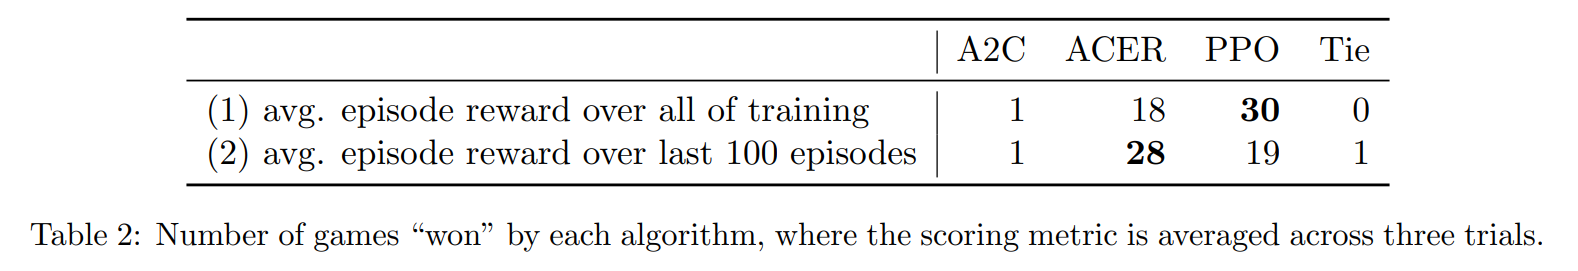 A2C ACER PPO Tie
(1) avg. episode reward over all of training 1 18 30 0
(2) avg. episode reward over last 100 episodes 1 28 19 1
Table 2: Number of games “won” by each algorithm, where the scoring metric is averaged across three trials.